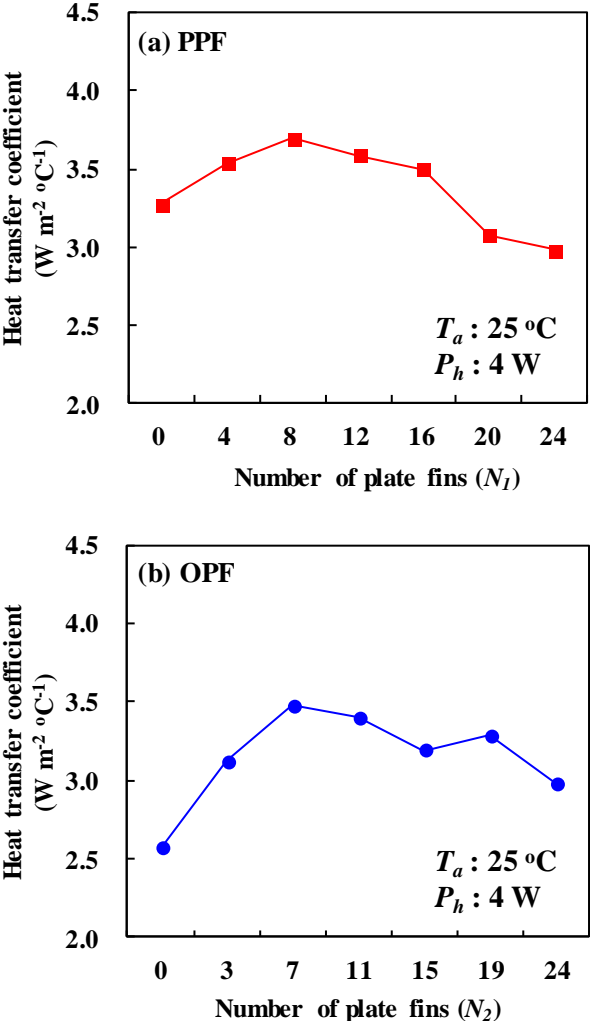 (a) PPF
Heat transfer coefficient
(W m⁻² ᵒC⁻¹)
4.5
4.0
3.5
3.0
2.5
2.0
Tₐ : 25 ᵒC
Pₕ : 4 W
0 4 8 12 16 20 24
Number of plate fins (N₁)
(b) OPF
Heat transfer coefficient
(W m⁻² ᵒC⁻¹)
4.5
4.0
3.5
3.0
2.5
2.0
Tₐ : 25 ᵒC
Pₕ : 4 W
0 3 7 11 15 19 24
Number of plate fins (N₂)